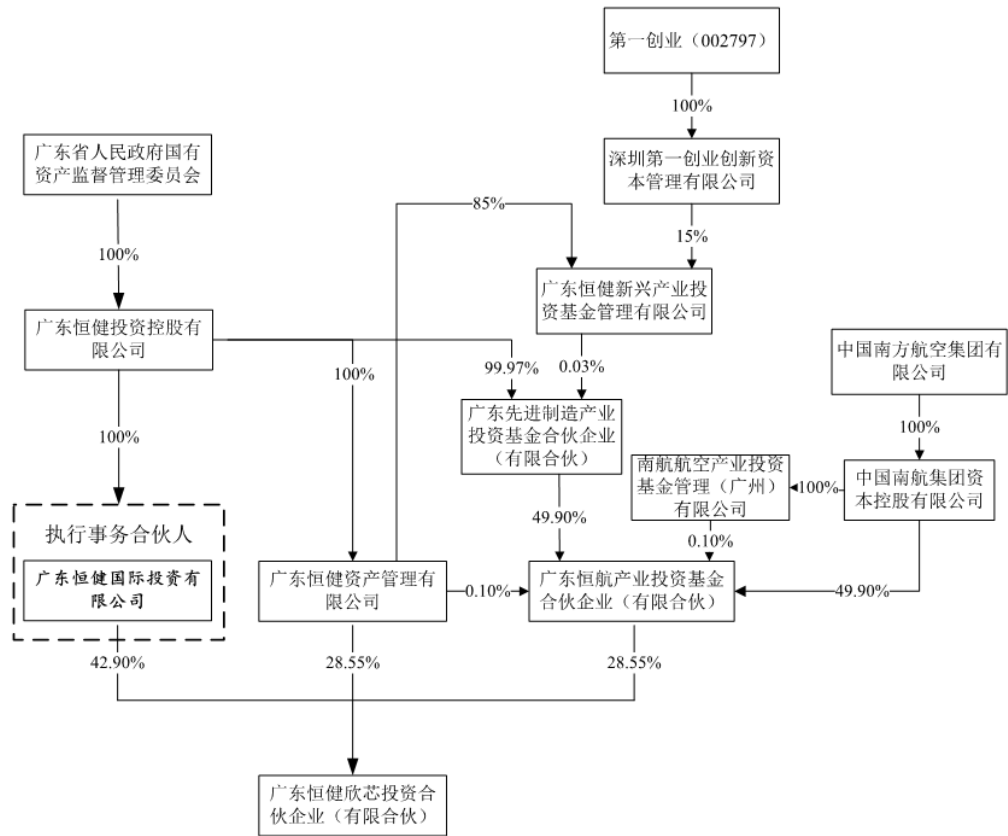 第一创业（002797）
100%
广东省人民政府国有
资产监督管理委员会
深圳第一创业创新资
本管理有限公司
85%
15%
100%
广东恒健新兴产业投
资基金管理有限公司
广东恒健投资控股有
限公司
中国南方航空集团有
限公司
99.97%
0.03%
100%
广东先进制造产业
投资基金合伙企业
（有限合伙）
100%
100%
南航航空产业投资
基金管理（广州）
有限公司
100%
中国南航集团资
本控股有限公司
执行事务合伙人
49.90%
0.10%
广东恒健国际投资有
限公司
广东恒健资产管理有
限公司
0.10%
广东恒航产业投资基金
合伙企业（有限合伙）
49.90%
42.90%
28.55%
28.55%
广东恒健欣芯投资合
伙企业（有限合伙）